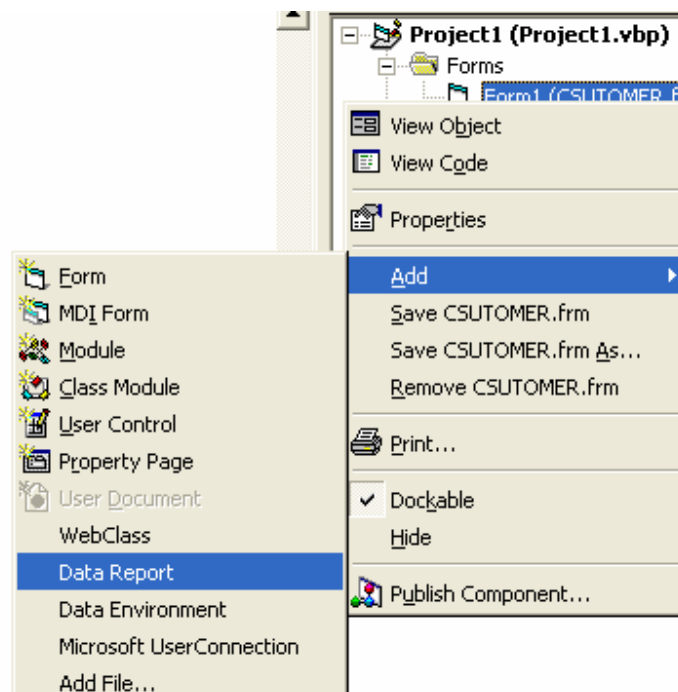 Project1 (Project1.vbp)
Forms
Form1 (CSUTOMER.f
View Object
View Code
Properties
Add
Save CSUTOMER.frm
Save CSUTOMER.frm As...
Remove CSUTOMER.frm
Print...
Dockable
Hide
Publish Component...
Form
MDI Form
Module
Class Module
User Control
Property Page
User Document
WebClass
Data Report
Data Environment
Microsoft UserConnection
Add File...